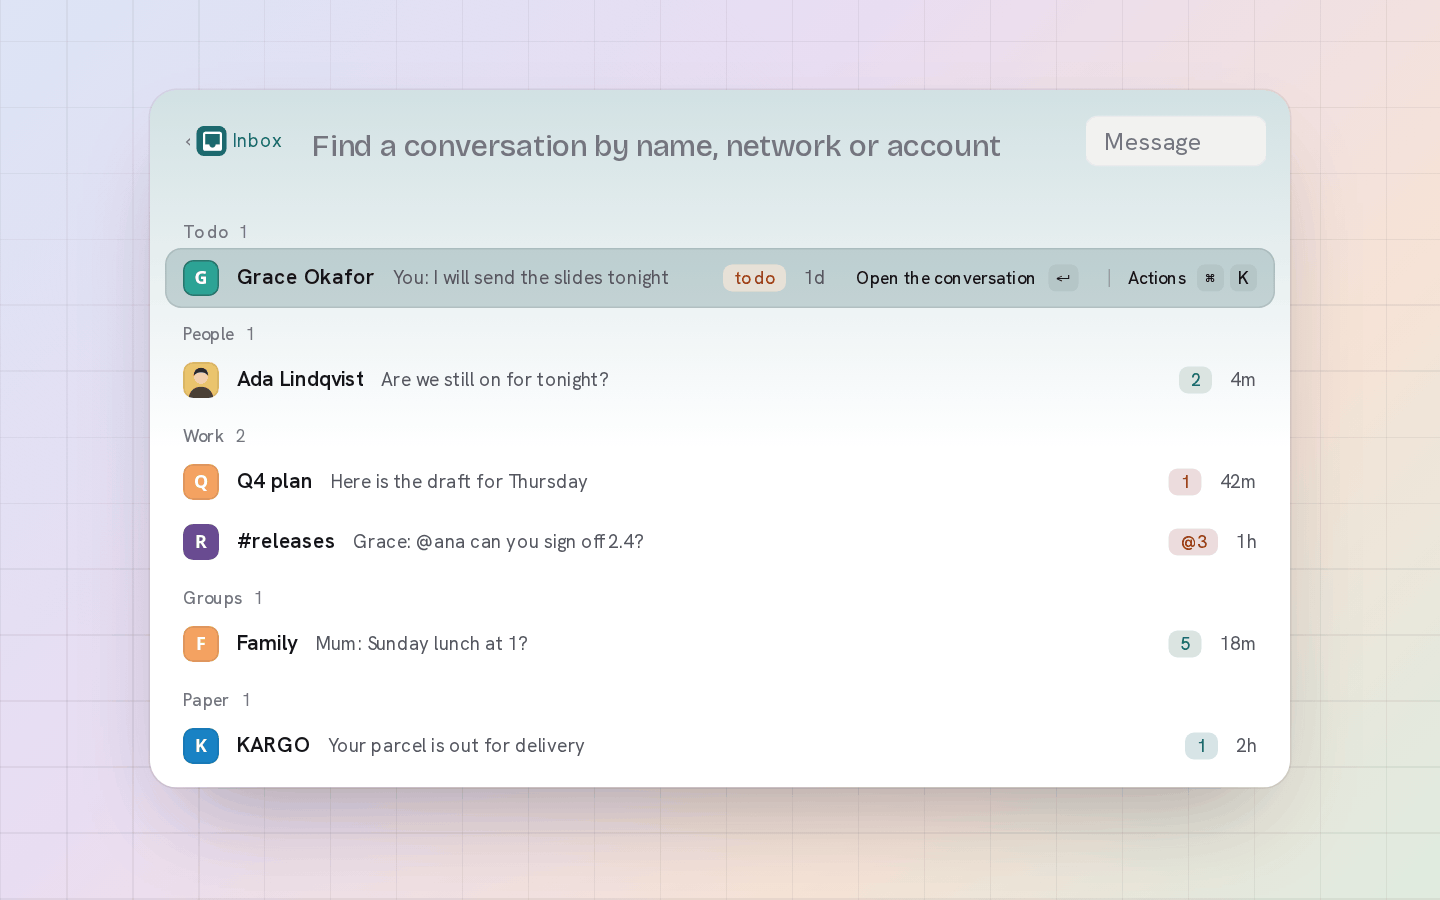 ‹ Inbox Find a conversation by name, network or account Message
To do 1
G Grace Okafor You: I will send the slides tonight to do 1d Open the conversation ↵ | Actions ⌘ K
People 1
Ada Lindqvist Are we still on for tonight? 2 4m
Work 2
Q Q4 plan Here is the draft for Thursday 1 42m
R #releases Grace: @ana can you sign off 2.4? @3 1h
Groups 1
F Family Mum: Sunday lunch at 1? 5 18m
Paper 1
K KARGO Your parcel is out for delivery 1 2h